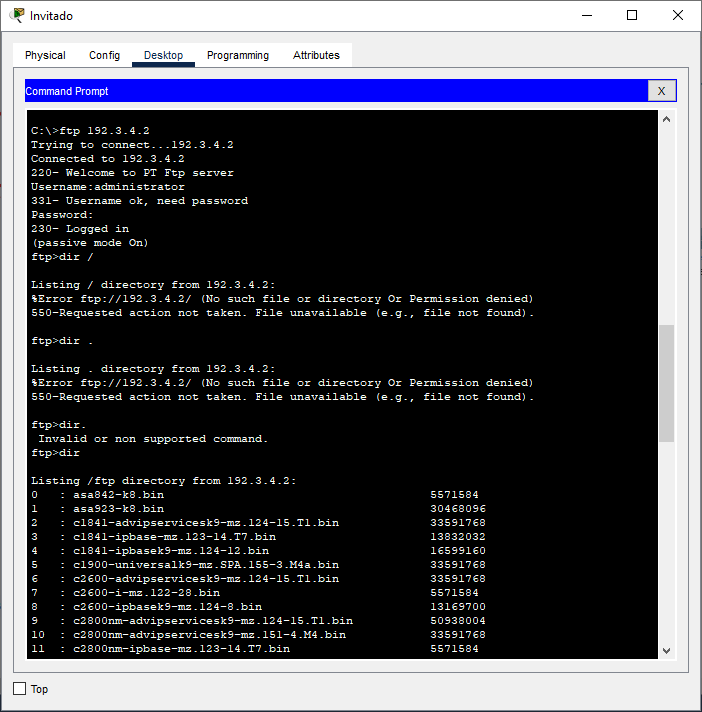 Invitado
Physical Config Desktop Programming Attributes
Command Prompt X
C:\>ftp 192.3.4.2
Trying to connect...192.3.4.2
Connected to 192.3.4.2
220- Welcome to PT Ftp server
Username:administrator
331- Username ok, need password
Password:
230- Logged in
(passive mode On)
ftp>dir /
Listing / directory from 192.3.4.2:
%Error ftp://192.3.4.2/ (No such file or directory Or Permission denied)
550-Requested action not taken. File unavailable (e.g., file not found).
ftp>dir .
Listing . directory from 192.3.4.2:
%Error ftp://192.3.4.2/ (No such file or directory Or Permission denied)
550-Requested action not taken. File unavailable (e.g., file not found).
ftp>dir.
Invalid or non supported command.
ftp>dir
Listing /ftp directory from 192.3.4.2:
0 : asa842-k8.bin 5571584
1 : asa923-k8.bin 30468096
2 : c1841-advipservicesk9-mz.124-15.T1.bin 33591768
3 : c1841-ipbase-mz.123-14.T7.bin 13832032
4 : c1841-ipbasek9-mz.124-12.bin 16599160
5 : c1900-universalk9-mz.SPA.155-3.M4a.bin 33591768
6 : c2600-advipservicesk9-mz.124-15.T1.bin 33591768
7 : c2600-i-mz.122-28.bin 5571584
8 : c2600-ipbasek9-mz.124-8.bin 13169700
9 : c2800nm-advipservicesk9-mz.124-15.T1.bin 50938004
10 : c2800nm-advipservicesk9-mz.151-4.M4.bin 33591768
11 : c2800nm-ipbase-mz.123-14.T7.bin 5571584
Top